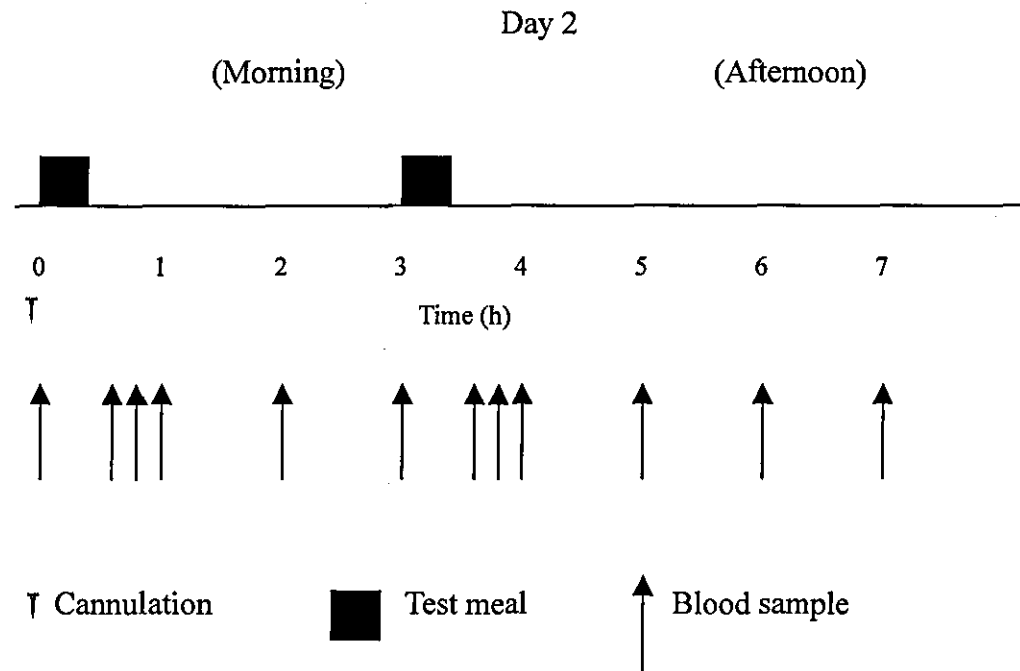 Day 2
(Morning) (Afternoon)
0 1 2 3 4 5 6 7
Time (h)
Cannulation Test meal Blood sample